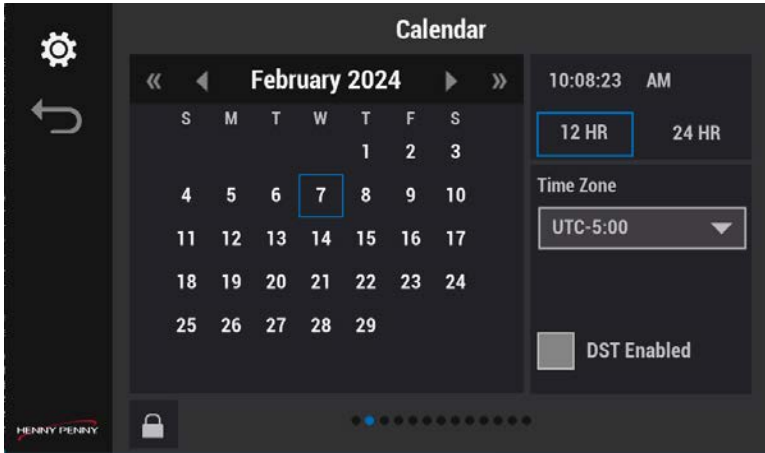 Calendar
« February 2024 »
S M T W T F S
1 2 3
4 5 6 7 8 9 10
11 12 13 14 15 16 17
18 19 20 21 22 23 24
25 26 27 28 29
10:08:23 AM
12 HR 24 HR
Time Zone
UTC-5:00
DST Enabled
HENNY PENNY